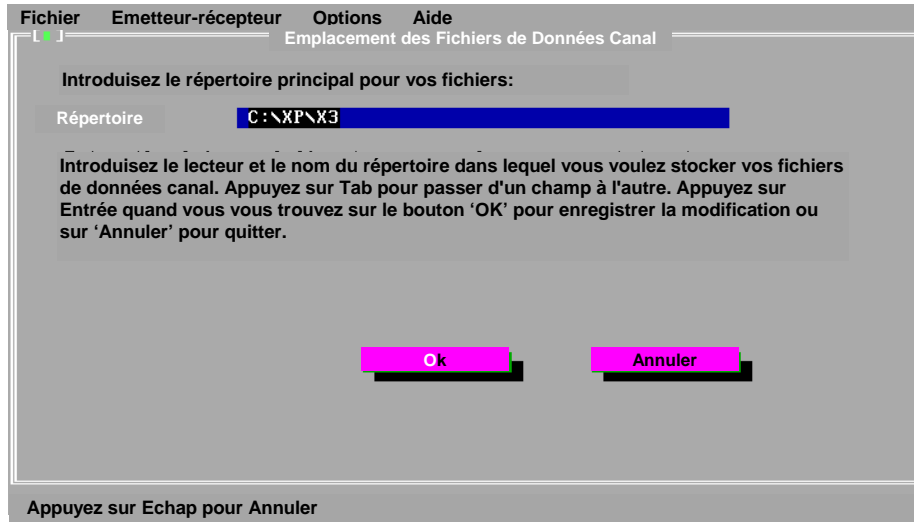 Fichier Emetteur-récepteur Options Aide
Emplacement des Fichiers de Données Canal
Introduisez le répertoire principal pour vos fichiers:
Répertoire C:\XP\X3
Introduisez le lecteur et le nom du répertoire dans lequel vous voulez stocker vos fichiers
de données canal. Appuyez sur Tab pour passer d'un champ à l'autre. Appuyez sur
Entrée quand vous vous trouvez sur le bouton ‘OK’ pour enregistrer la modification ou
sur ‘Annuler’ pour quitter.
Ok Annuler
Appuyez sur Echap pour Annuler